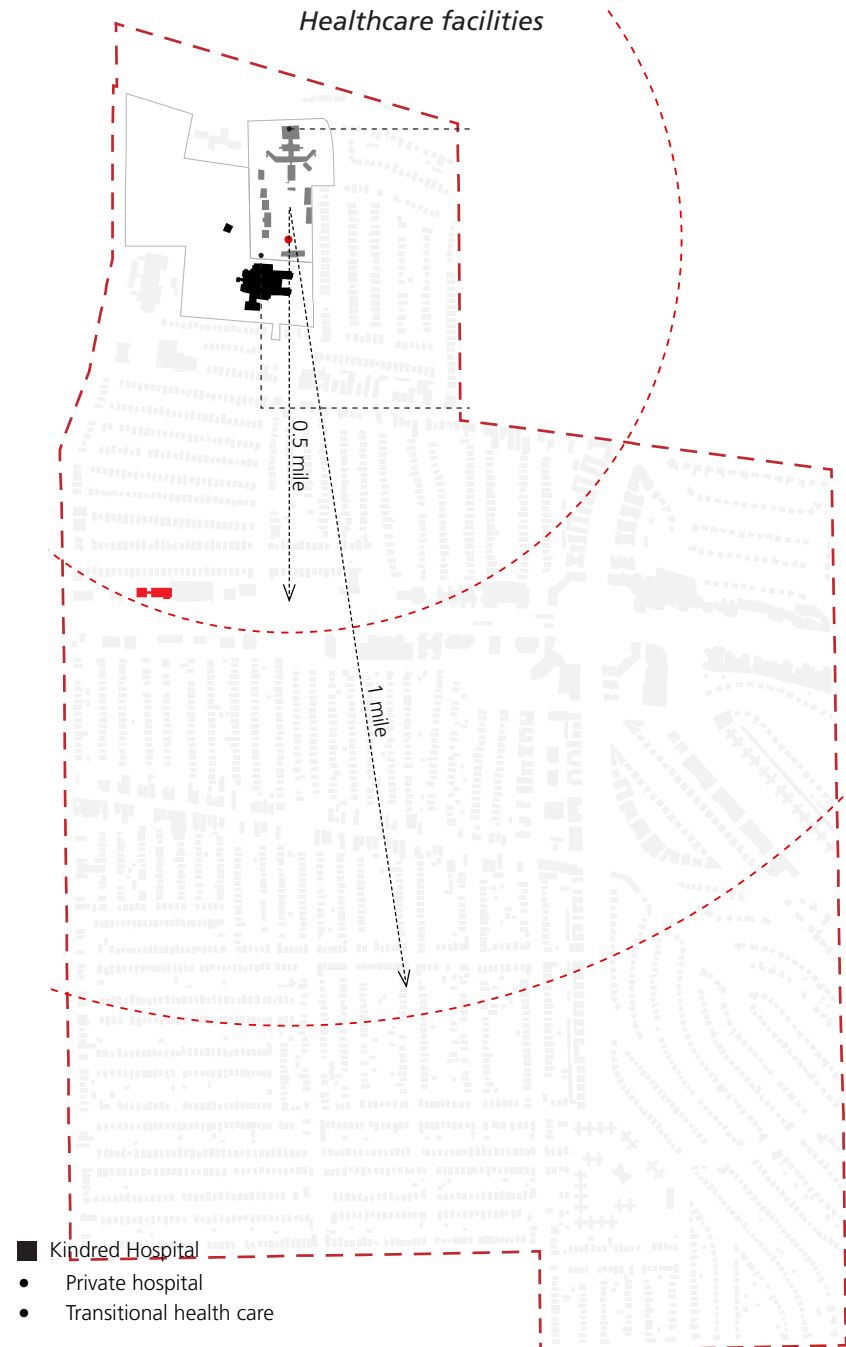 Healthcare facilities
0.5 mile
1 mile
Kindred Hospital
• Private hospital
• Transitional health care